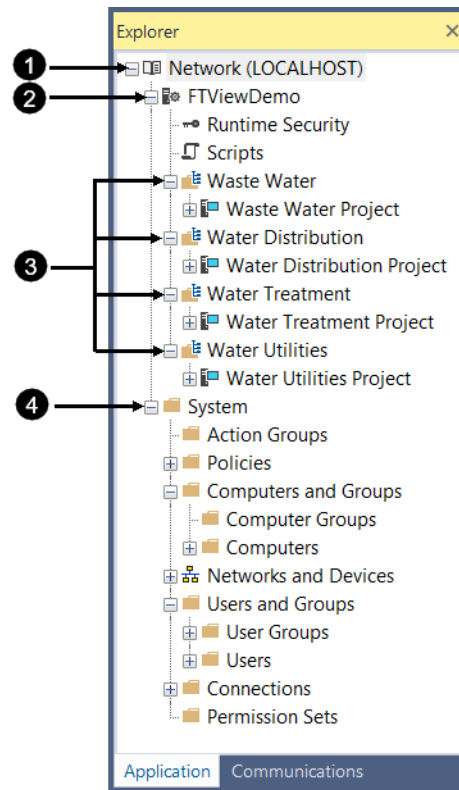 Explorer
1 Network (LOCALHOST)
2 FTViewDemo
Runtime Security
Scripts
Waste Water
Waste Water Project
Water Distribution
3 Water Distribution Project
Water Treatment
Water Treatment Project
Water Utilities
Water Utilities Project
4 System
Action Groups
Policies
Computers and Groups
Computer Groups
Computers
Networks and Devices
Users and Groups
User Groups
Users
Connections
Permission Sets
Application Communications